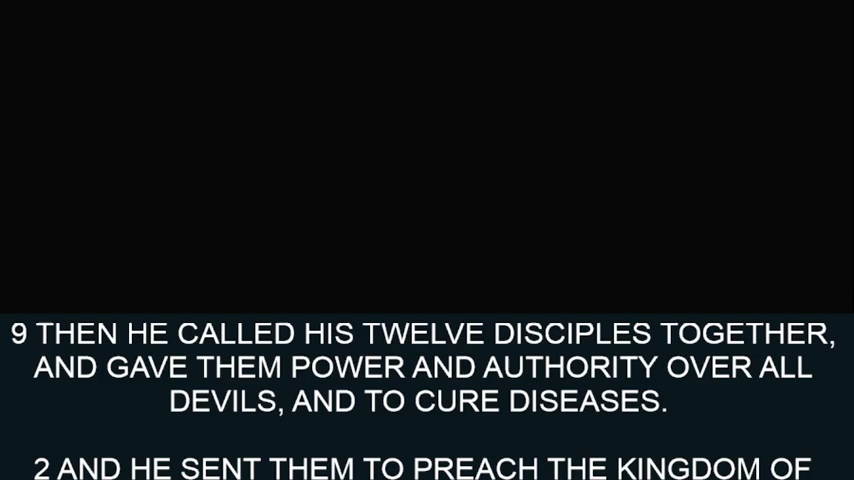 9 THEN HE CALLED HIS TWELVE DISCIPLES TOGETHER,
AND GAVE THEM POWER AND AUTHORITY OVER ALL
DEVILS, AND TO CURE DISEASES.
2 AND HE SENT THEM TO PREACH THE KINGDOM OF